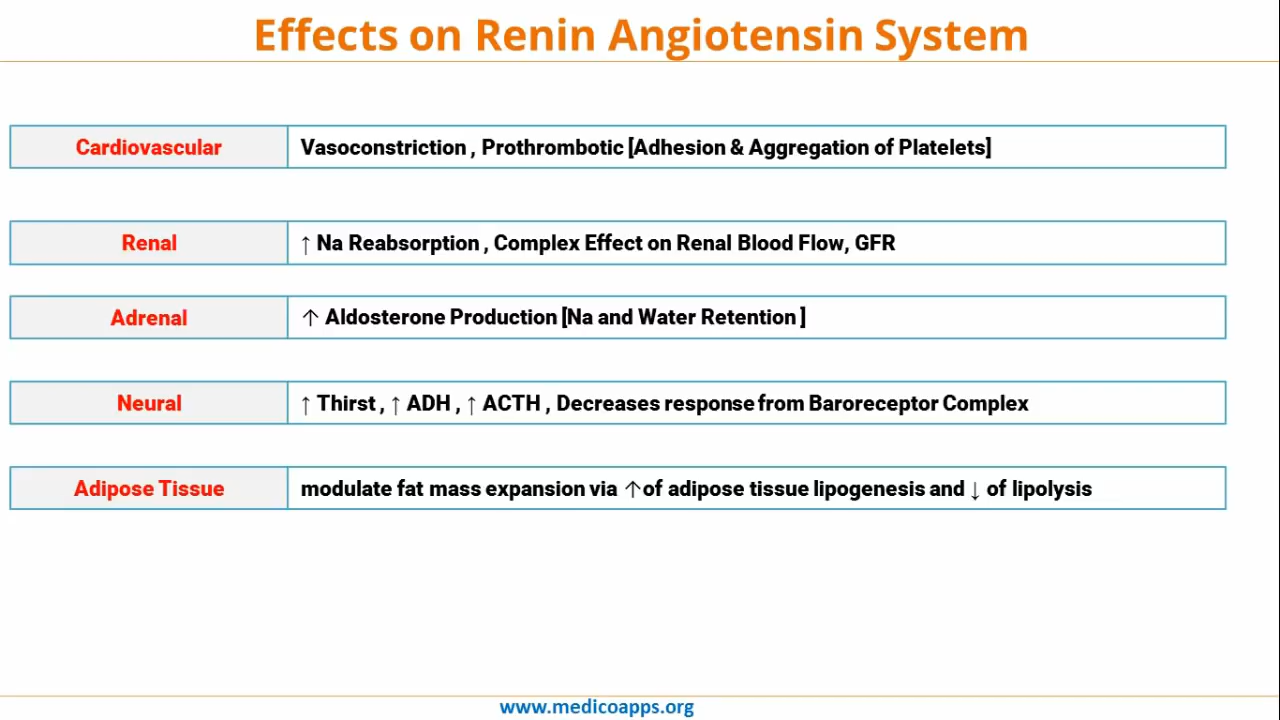 Effects on Renin Angiotensin System
Cardiovascular Vasoconstriction , Prothrombotic [Adhesion & Aggregation of Platelets]
Renal ↑ Na Reabsorption , Complex Effect on Renal Blood Flow, GFR
Adrenal ↑ Aldosterone Production [Na and Water Retention ]
Neural ↑ Thirst , ↑ ADH , ↑ ACTH , Decreases response from Baroreceptor Complex
Adipose Tissue modulate fat mass expansion via ↑ of adipose tissue lipogenesis and ↓ of lipolysis
www.medicoapps.org